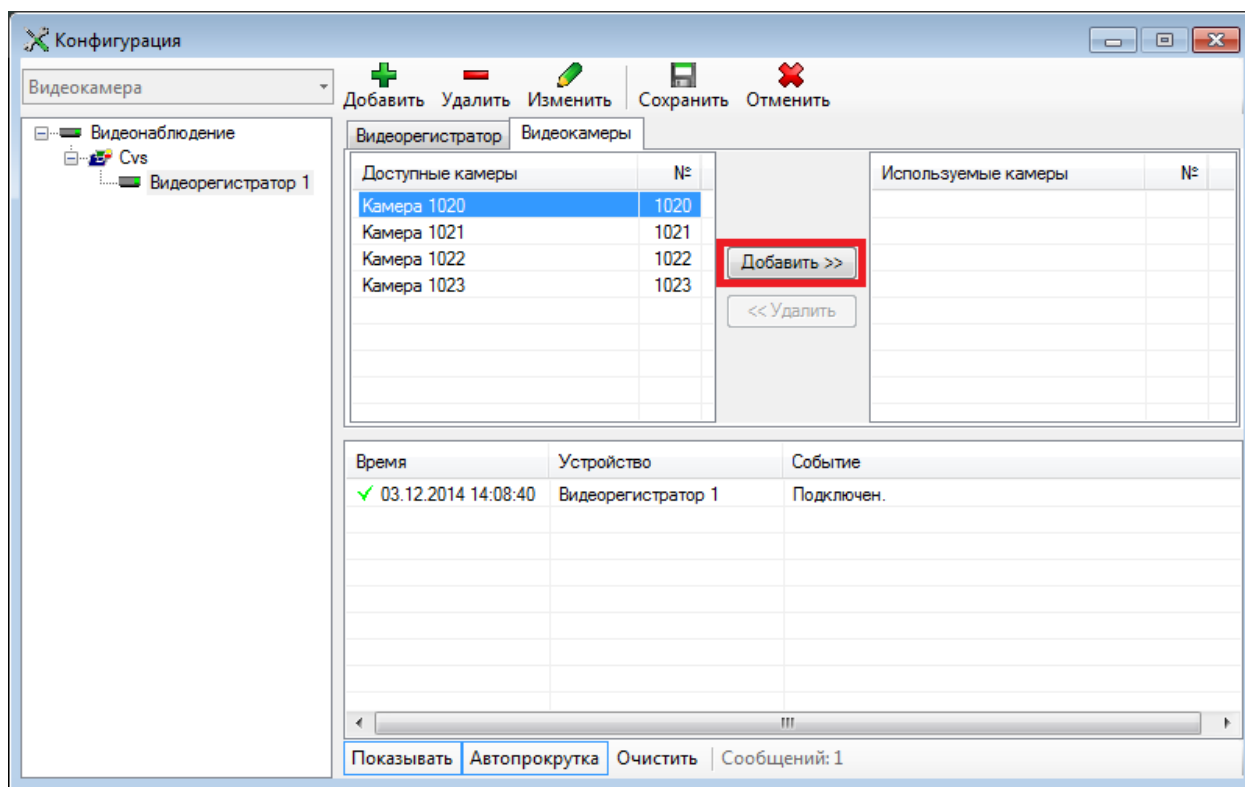 Конфигурация
Видеокамера
Добавить Удалить Изменить Сохранить Отменить
Видеонаблюдение
Cvs
Видеорегистратор 1
Видеорегистратор Видеокамеры
Доступные камеры №
Камера 1020 1020
Камера 1021 1021
Камера 1022 1022
Камера 1023 1023
Добавить >>
<< Удалить
Используемые камеры №
Время Устройство Событие
03.12.2014 14:08:40 Видеорегистратор 1 Подключен.
Показывать Автопрокрутка Очистить Сообщений: 1